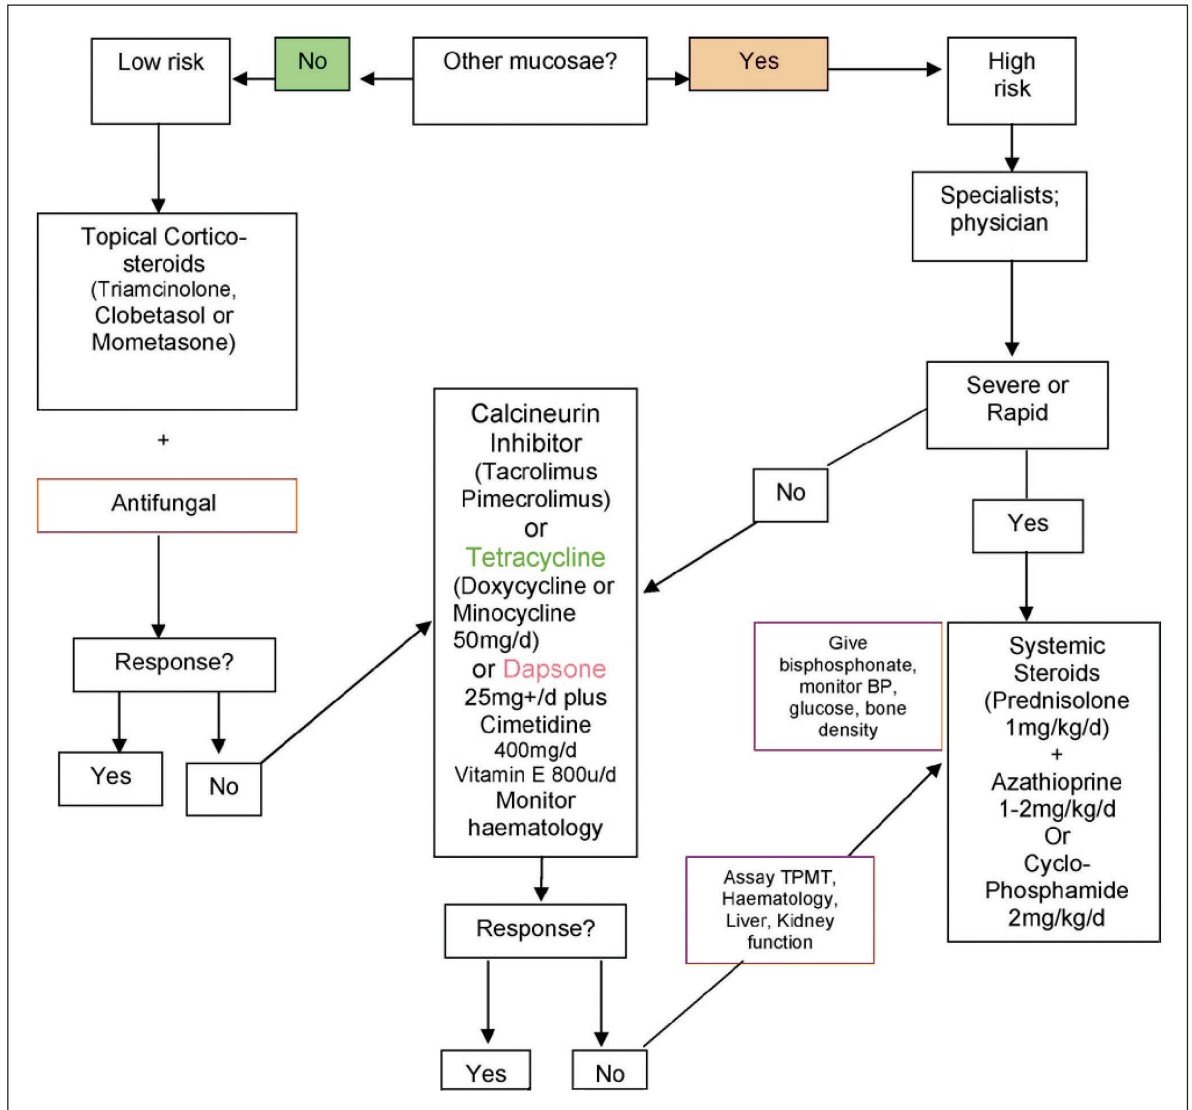 Low risk
No
Other mucosae?
Yes
High
risk
Specialists;
physician
Topical Cortico-
steroids
(Triamcinolone,
Clobetasol or
Mometasone)
+
Antifungal
Response?
Yes
No
Severe or
Rapid
No
Yes
Calcineurin
Inhibitor
(Tacrolimus
Pimecrolimus)
or
Tetracycline
(Doxycycline or
Minocycline
50mg/d)
or Dapsone
25mg+/d plus
Cimetidine
400mg/d
Vitamin E 800u/d
Monitor
haematology
Response?
Yes
No
Give
bisphosphonate,
monitor BP,
glucose, bone
density
Assay TPMT,
Haematology,
Liver, Kidney
function
Systemic
Steroids
(Prednisolone
1mg/kg/d)
+
Azathioprine
1-2mg/kg/d
Or
Cyclo-
Phosphamide
2mg/kg/d